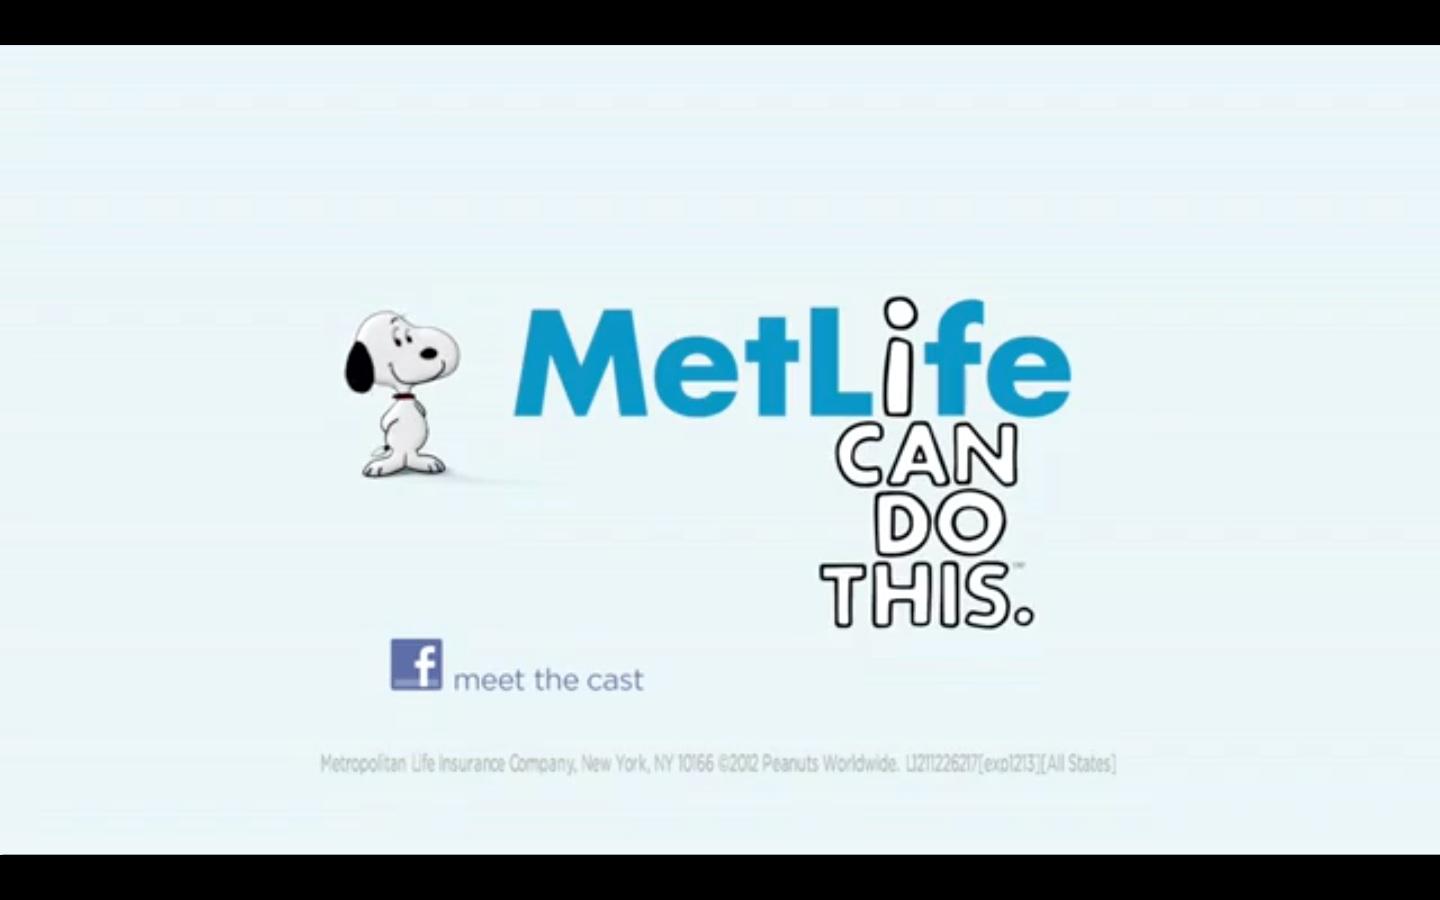 MetLife
CAN
DO
THIS.™
f meet the cast
Metropolitan Life Insurance Company, New York, NY 10166 ©2012 Peanuts Worldwide. L1211226217[exp1213][All States]